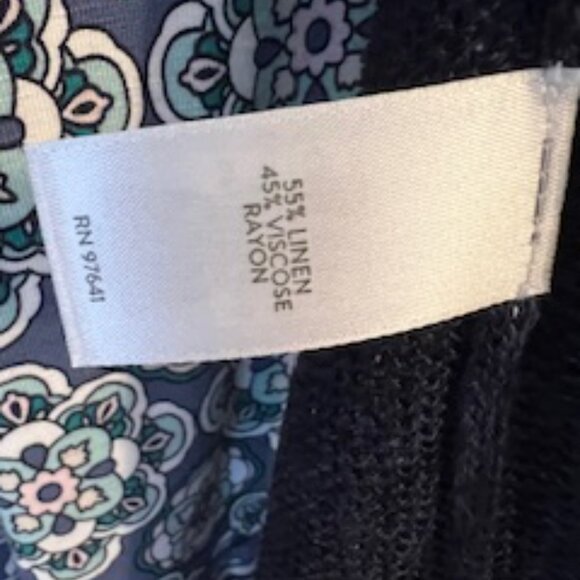 55% LINEN
45% VISCOSE
RAYON
RN 97641